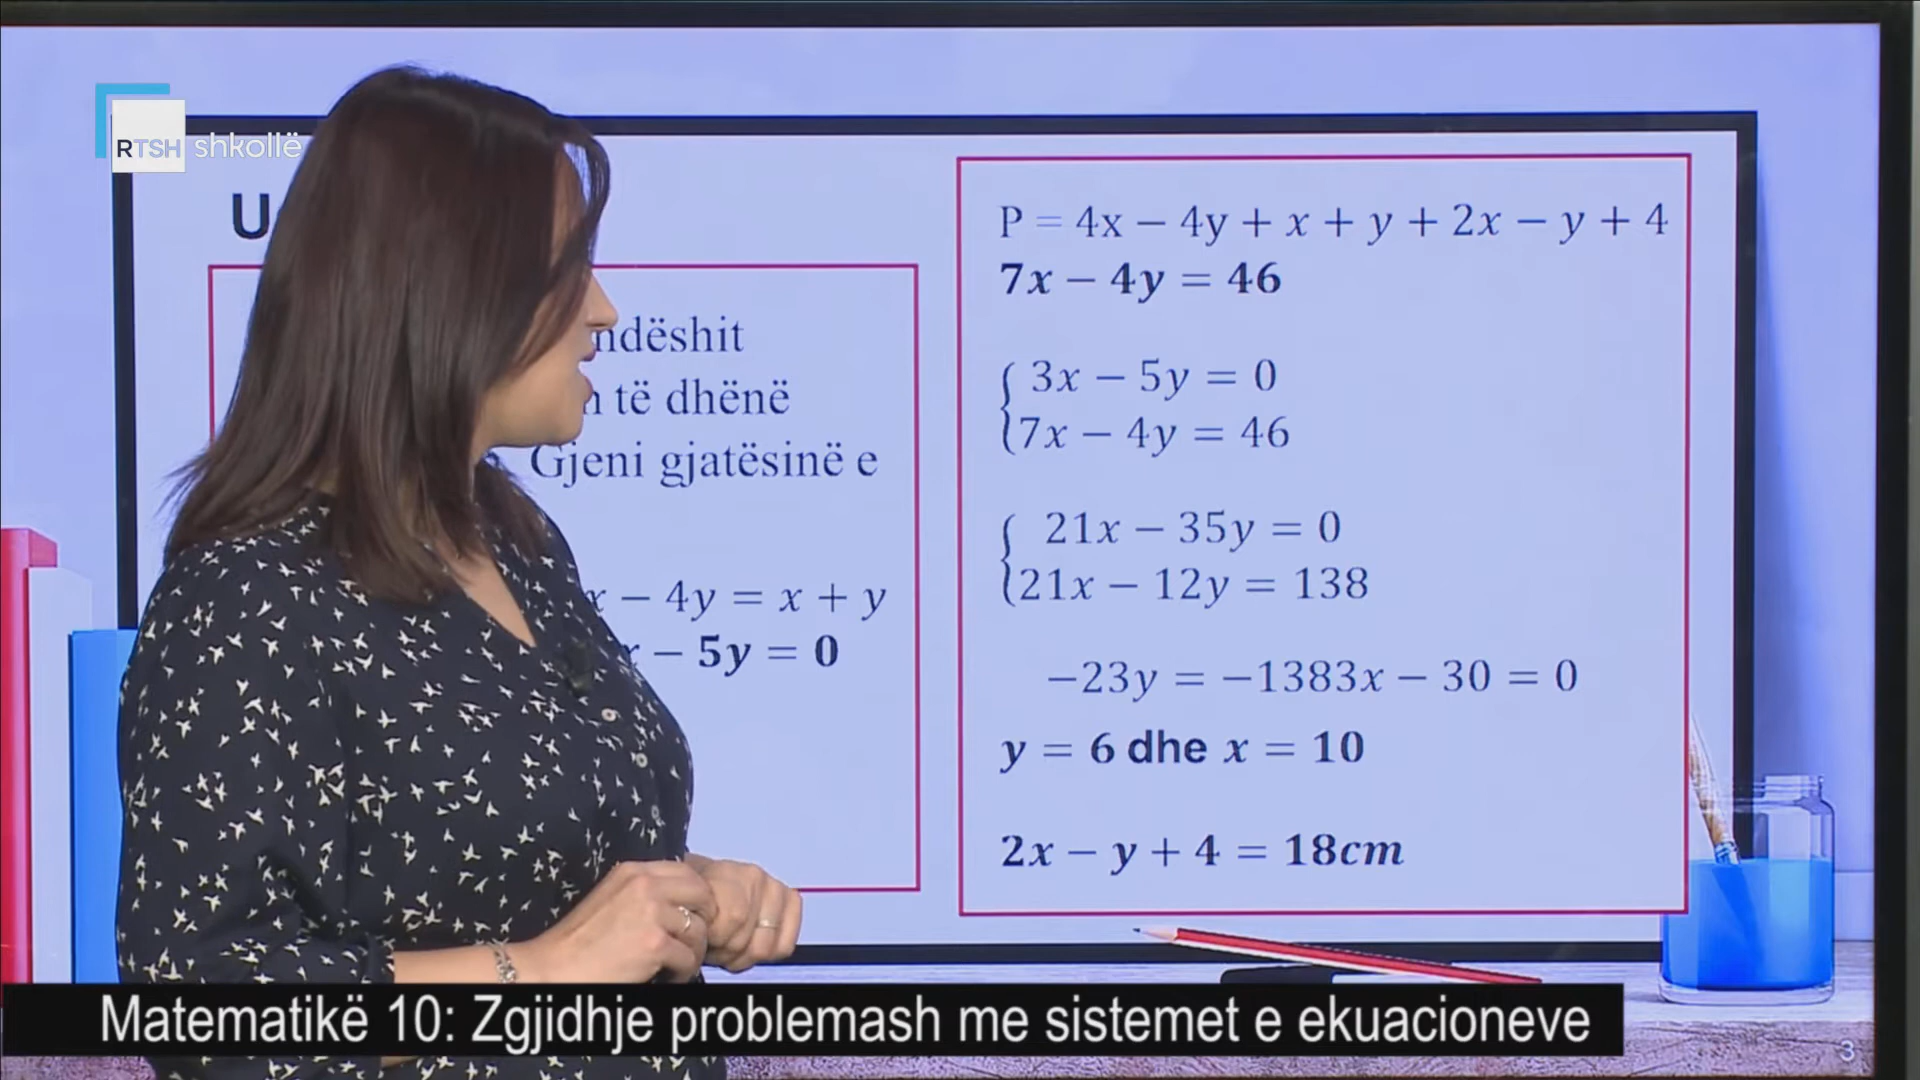 RTSH shkollë
ndëshit
të dhënë
Gjeni gjatësinë e
x − 4y = x + y
− 5y = 0
P = 4x − 4y + x + y + 2x − y + 4
7x − 4y = 46
3x − 5y = 0
7x − 4y = 46
21x − 35y = 0
21x − 12y = 138
−23y = −1383x − 30 = 0
y = 6 dhe x = 10
2x − y + 4 = 18cm
Matematikë 10: Zgjidhje problemash me sistemet e ekuacioneve
3